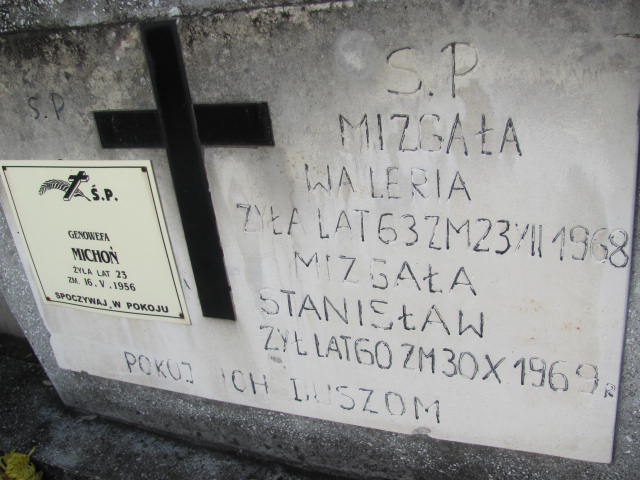 S.P
Ś.P.
GENOWEFA
MICHOŃ
ŻYŁA LAT 23
ZM. 16.V.1956
SPOCZYWAJ W POKOJU
S.P
MIZGAŁA
WALERIA
ŻYŁA LAT 63 ZM 23 VII 1968
MIZGAŁA
STANISŁAW
ŻYŁ LAT 60 ZM 30 X 1969 R
POKÓJ ICH DUSZOM